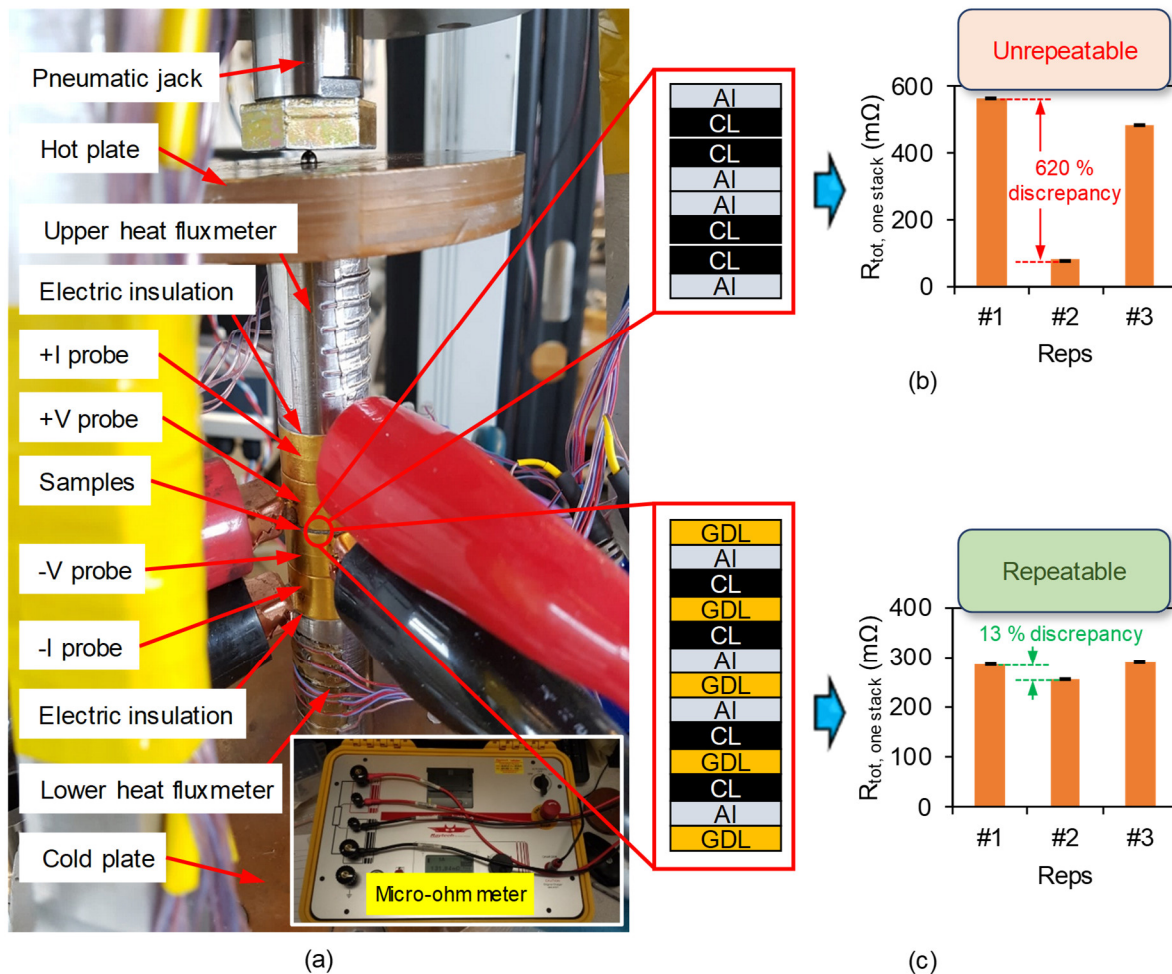 Pneumatic jack
Hot plate
Upper heat fluxmeter
Electric insulation
+I probe
+V probe
Samples
-V probe
-I probe
Electric insulation
Lower heat fluxmeter
Cold plate
Micro-ohm meter
(a)
Al
CL
CL
Al
Al
CL
CL
Al
Unrepeatable
R_tot, one stack (mΩ)
600
400
200
0
620 %
discrepancy
#1 #2 #3
Reps
(b)
GDL
Al
CL
GDL
CL
Al
GDL
Al
CL
GDL
CL
Al
GDL
Repeatable
R_tot, one stack (mΩ)
400
300
200
100
0
13 % discrepancy
#1 #2 #3
Reps
(c)